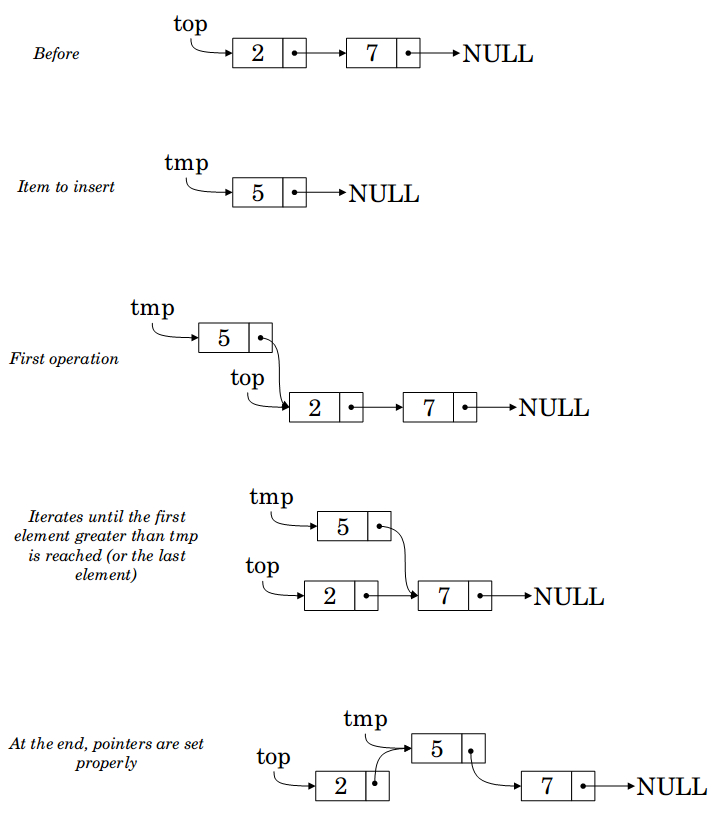 top
Before
2
7
NULL
tmp
Item to insert
5
NULL
tmp
5
First operation
top
2
7
NULL
tmp
Iterates until the first
element greater than tmp
is reached (or the last
element)
5
top
2
7
NULL
tmp
At the end, pointers are set
properly
5
top
2
7
NULL